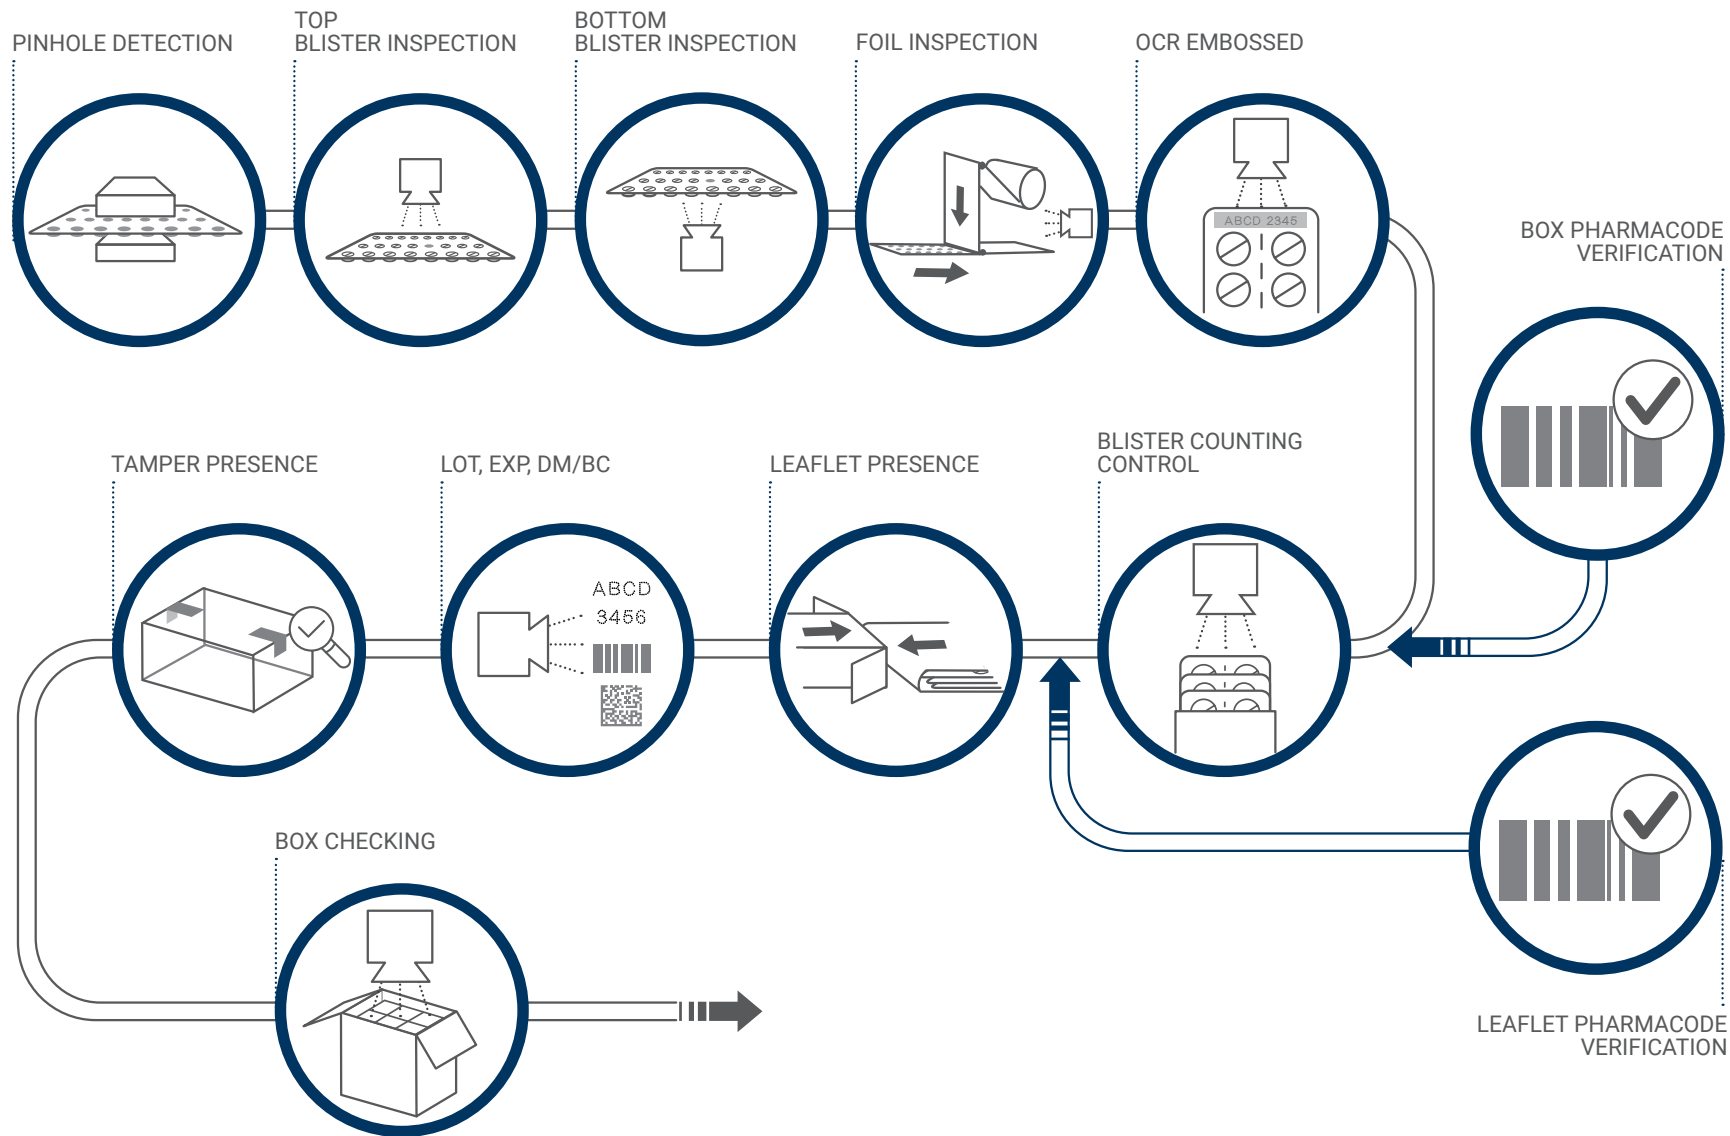 PINHOLE DETECTION
TOP
BLISTER INSPECTION
BOTTOM
BLISTER INSPECTION
FOIL INSPECTION
OCR EMBOSSED
ABCD 2345
BOX PHARMACODE
VERIFICATION
TAMPER PRESENCE
LOT, EXP, DM/BC
ABCD
3456
LEAFLET PRESENCE
BLISTER COUNTING
CONTROL
BOX CHECKING
LEAFLET PHARMACODE
VERIFICATION